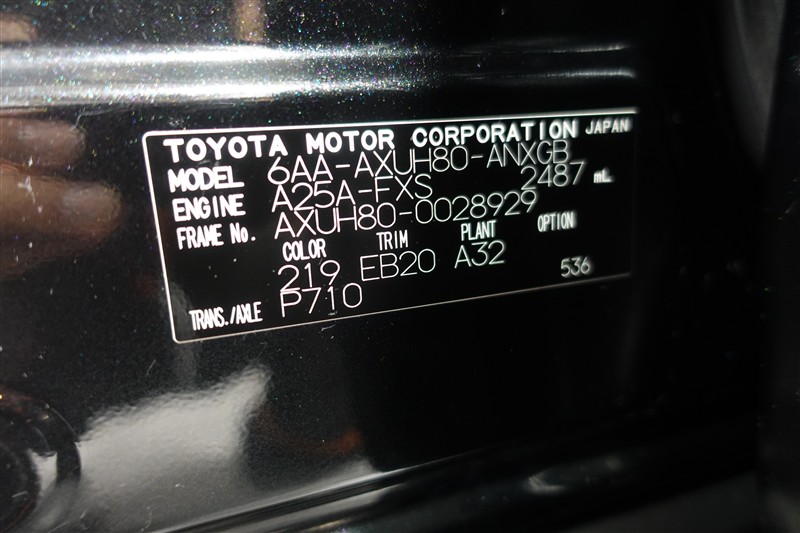 TOYOTA MOTOR CORPORATION JAPAN
MODEL 6AA-AXUH80-ANXGB
ENGINE A25A-FXS 2487 mL
FRAME No. AXUH80-0028929
COLOR TRIM PLANT OPTION
219 EB20 A32
TRANS./AXLE P710 536